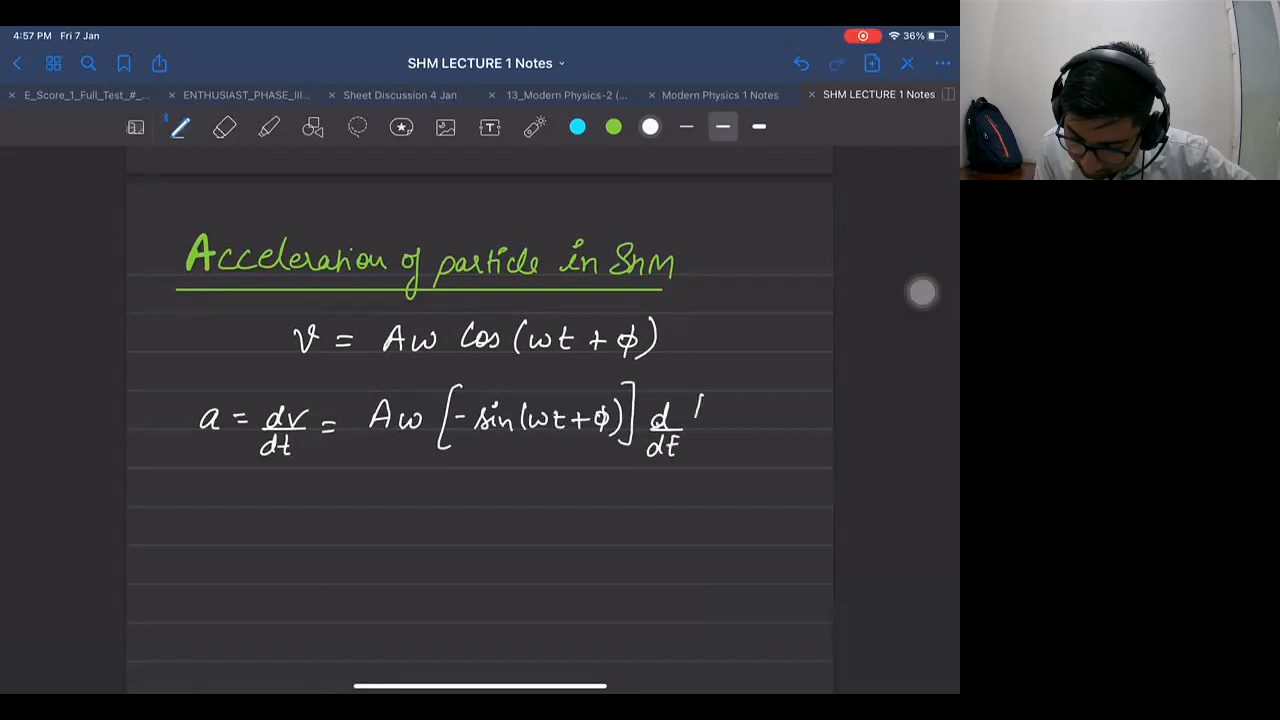 4:57 PM Fri 7 Jan
36%
SHM LECTURE 1 Notes
E_Score_1_Full_Test_#_...
ENTHUSIAST_PHASE_III...
Sheet Discussion 4 Jan
13_Modern Physics-2 (...
Modern Physics 1 Notes
SHM LECTURE 1 Notes
Acceleration of particle in ShM
v = Aω Cos(ωt + ϕ)
a = dv/dt = Aω [-sin(ωt+ϕ)] d/dt